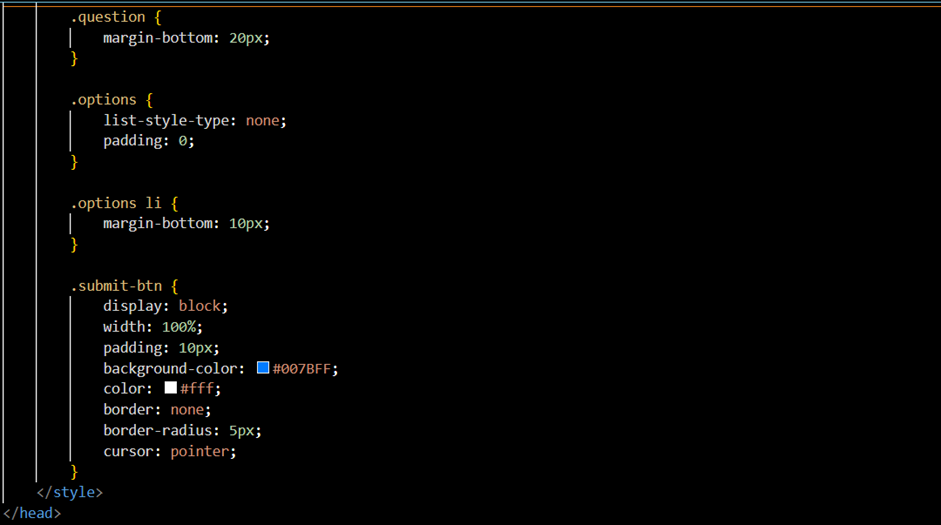 .question {
margin-bottom: 20px;
}
.options {
list-style-type: none;
padding: 0;
}
.options li {
margin-bottom: 10px;
}
.submit-btn {
display: block;
width: 100%;
padding: 10px;
background-color: #007BFF;
color: #fff;
border: none;
border-radius: 5px;
cursor: pointer;
}
</style>
</head>